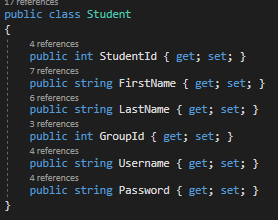 17 references
public class Student
{
4 references
public int StudentId { get; set; }
7 references
public string FirstName { get; set; }
6 references
public string LastName { get; set; }
3 references
public int GroupId { get; set; }
4 references
public string Username { get; set; }
4 references
public string Password { get; set; }
}